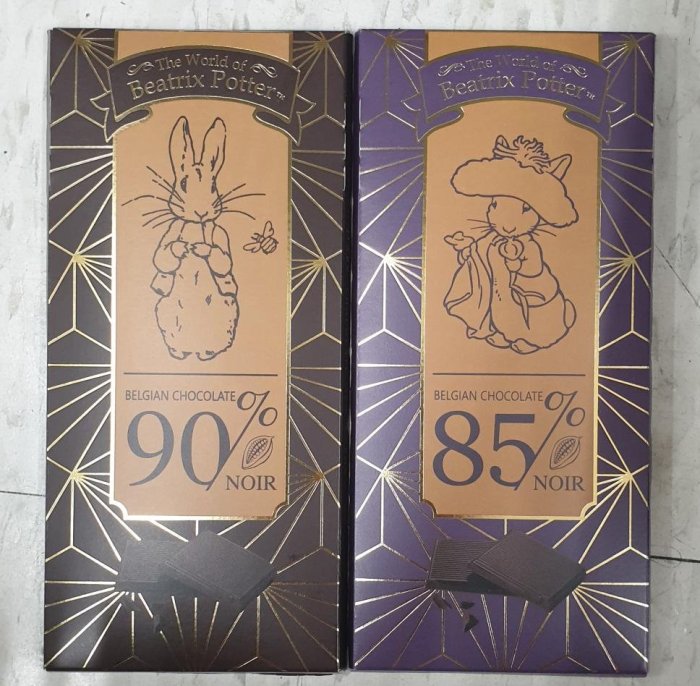 The World of
Beatrix Potter™
BELGIAN CHOCOLATE
90%
NOIR
The World of
Beatrix Potter™
BELGIAN CHOCOLATE
85%
NOIR